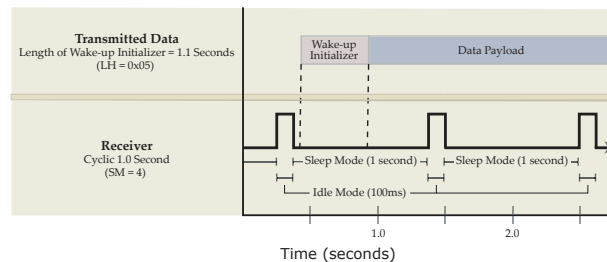 Transmitted Data
Length of Wake-up Initializer = 1.1 Seconds
(LH = 0x05)
Wake-up
Initializer
Data Payload
Receiver
Cyclic 1.0 Second
(SM = 4)
Sleep Mode (1 second)
Sleep Mode (1 second)
Idle Mode (100ms)
1.0
2.0
Time (seconds)